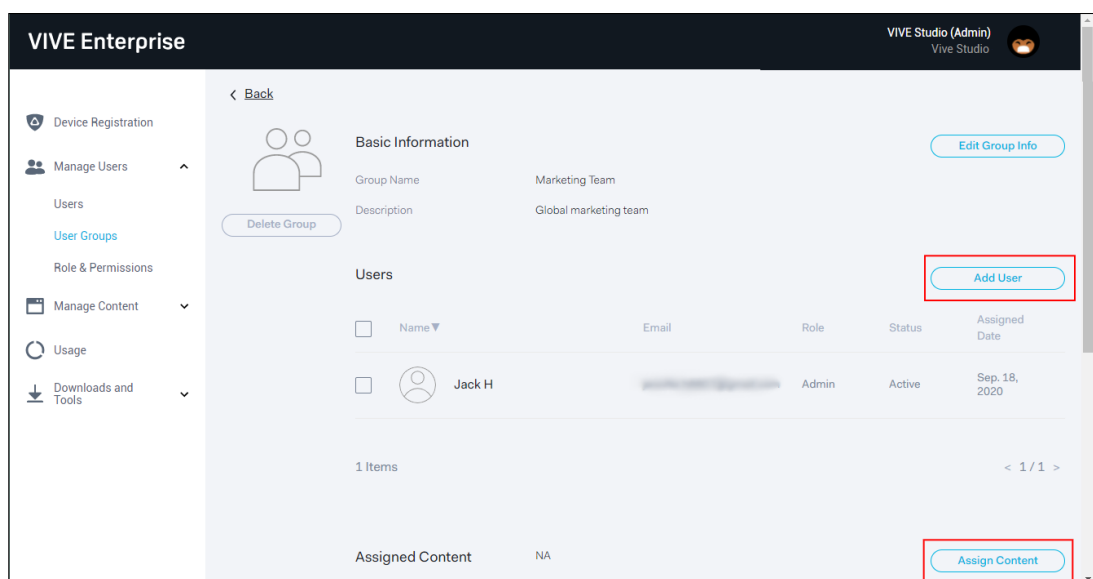 VIVE Enterprise
VIVE Studio (Admin)
Vive Studio
Device Registration
Manage Users
Users
User Groups
Role & Permissions
Manage Content
Usage
Downloads and
Tools
< Back
Delete Group
Basic Information
Edit Group Info
Group Name Marketing Team
Description Global marketing team
Users
Add User
Name▼ Email Role Status Assigned
Date
Jack H Admin Active Sep. 18,
2020
1 Items
< 1 / 1 >
Assigned Content NA
Assign Content